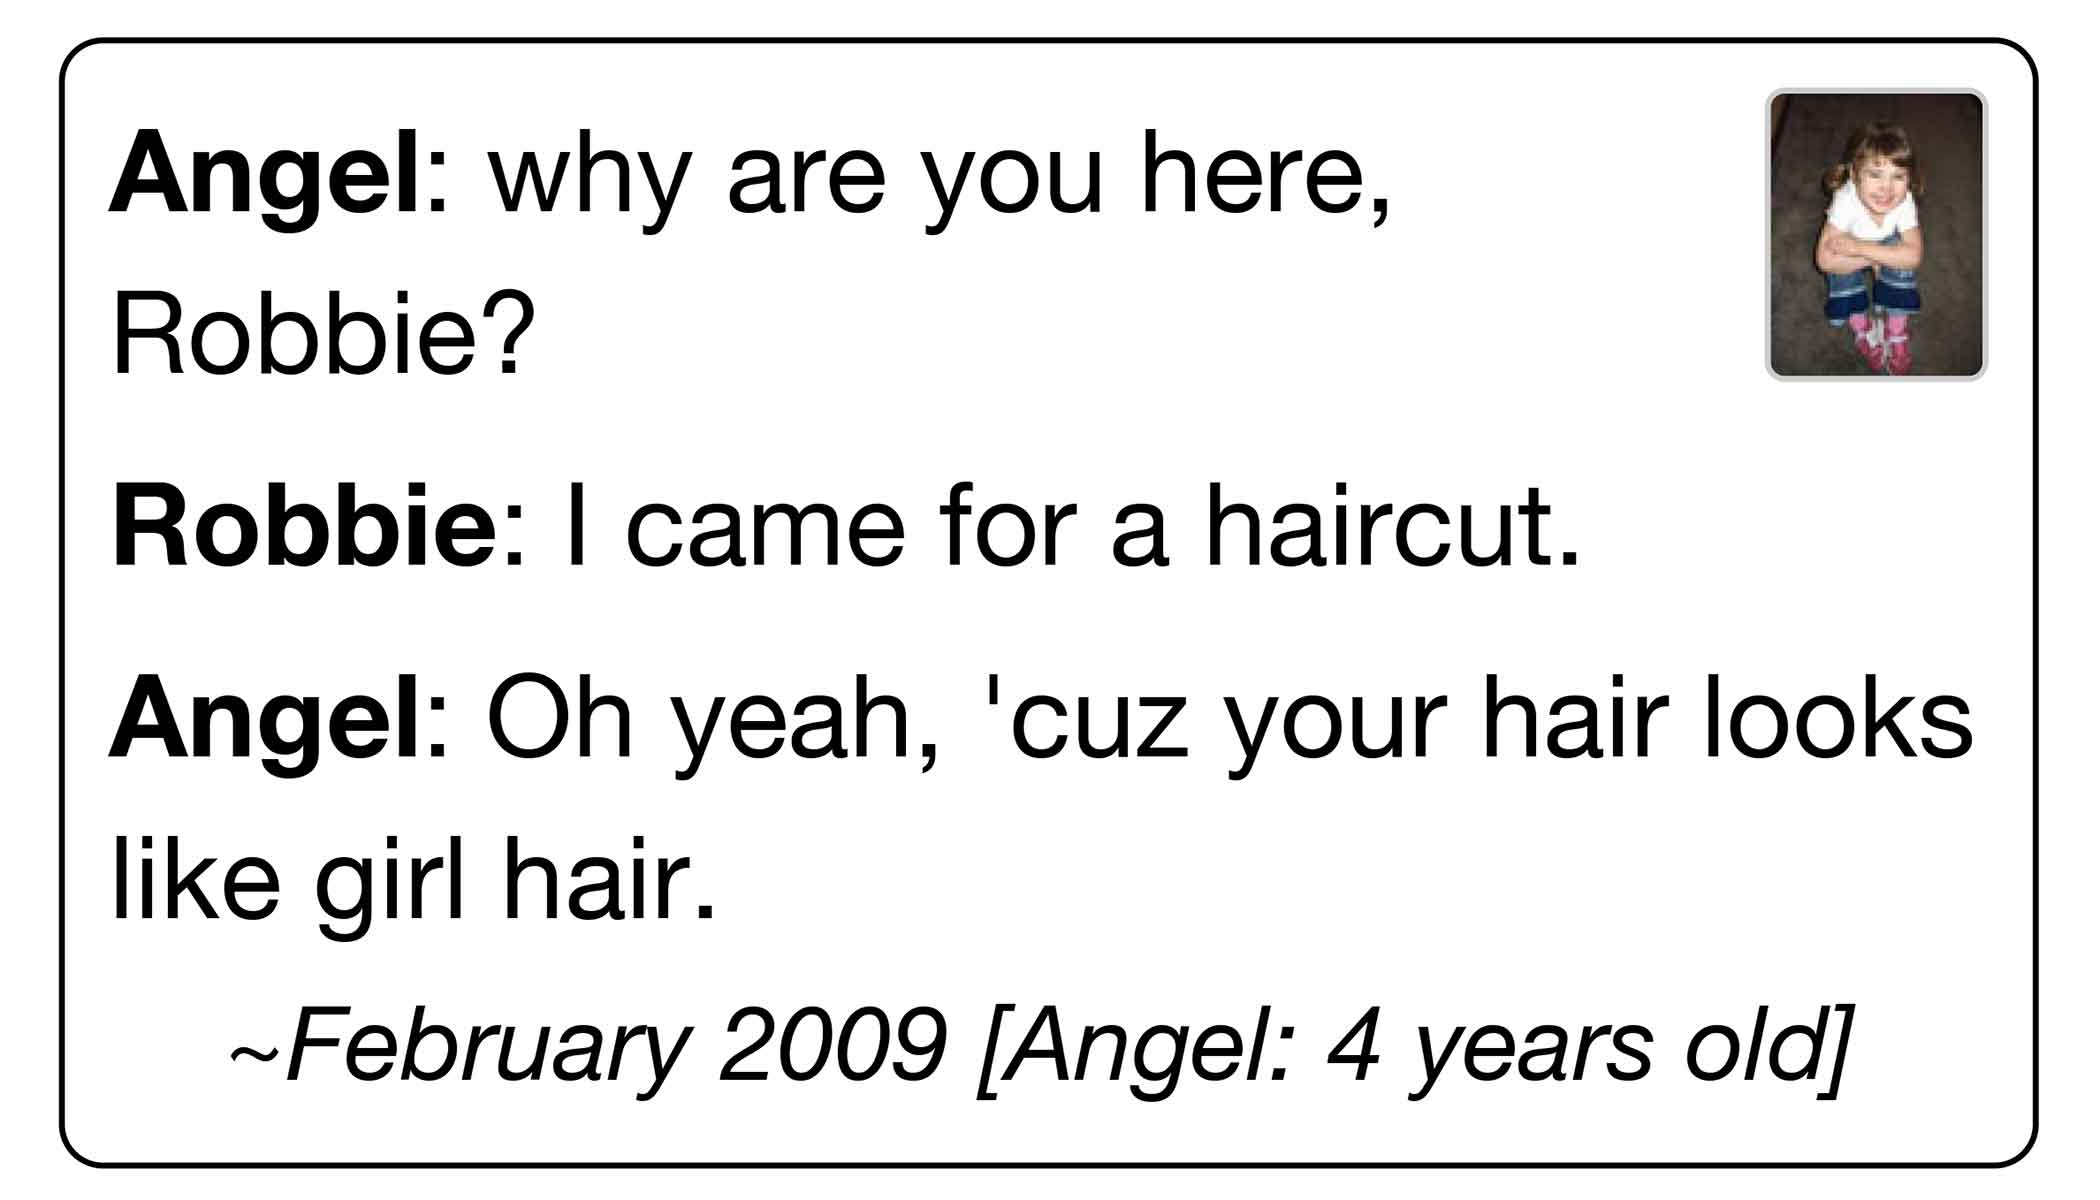 Angel: why are you here,
Robbie?
Robbie: I came for a haircut.
Angel: Oh yeah, 'cuz your hair looks
like girl hair.
~February 2009 [Angel: 4 years old]